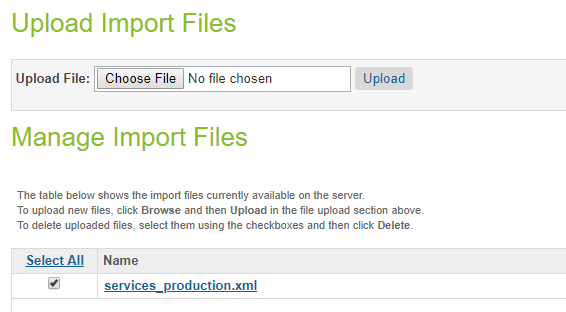 Upload Import Files
Upload File: Choose File No file chosen Upload
Manage Import Files
The table below shows the import files currently available on the server.
To upload new files, click Browse and then Upload in the file upload section above.
To delete uploaded files, select them using the checkboxes and then click Delete.
Select All Name
services_production.xml